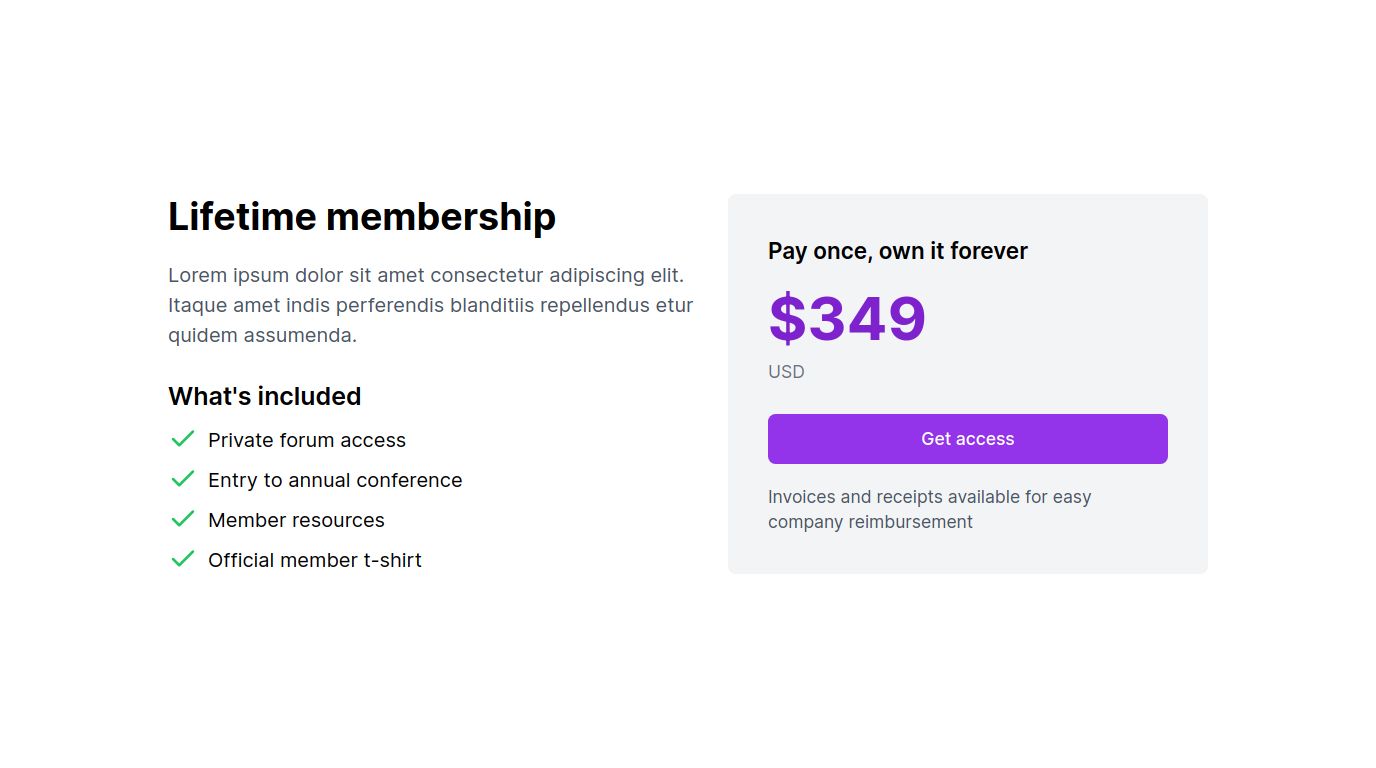 Lifetime membership
Lorem ipsum dolor sit amet consectetur adipiscing elit.
Itaque amet indis perferendis blanditiis repellendus etur
quidem assumenda.
What's included
Private forum access
Entry to annual conference
Member resources
Official member t-shirt
Pay once, own it forever
$349
USD
Get access
Invoices and receipts available for easy
company reimbursement